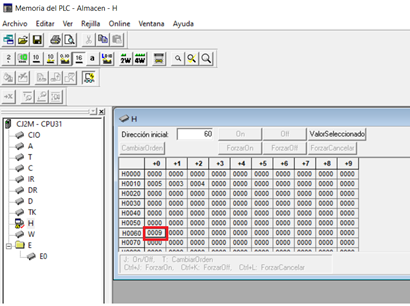 Memoria del PLC - Almacen - H
Archivo Editar Ver Rejilla Online Ventana Ayuda
2 10 10 16 a 2W 4W
CJ2M - CPU31
CIO
A
T
C
IR
DR
D
TK
H
W
E
E0
H
Dirección inicial: 60 On Off ValorSeleccionado
CambiarOrden ForzarOn ForzarOff ForzarCancelar
+0 +1 +2 +3 +4 +5 +6 +7 +8 +9
H0000 0000 0000 0000 0000 0000 0000 0000 0000 0000 0000
H0010 0005 0003 0004 0000 0000 0000 0000 0000 0000 0000
H0020 0000 0000 0000 0000 0000 0000 0000 0000 0000 0000
H0030 0000 0000 0000 0000 0000 0000 0000 0000 0000 0000
H0040 0000 0000 0000 0000 0000 0000 0000 0000 0000 0000
H0050 0000 0000 0000 0000 0000 0000 0000 0000 0000 0000
H0060 0009 0000 0000 0000 0000 0000 0000 0000 0000 0000
H0070 0000 0000 0000 0000 0000 0000 0000 0000 0000 0000
J: On/Off, T: CambiarOrden
Ctrl+J: ForzarOn, Ctrl+K: ForzarOff, Ctrl+L: ForzarCancelar